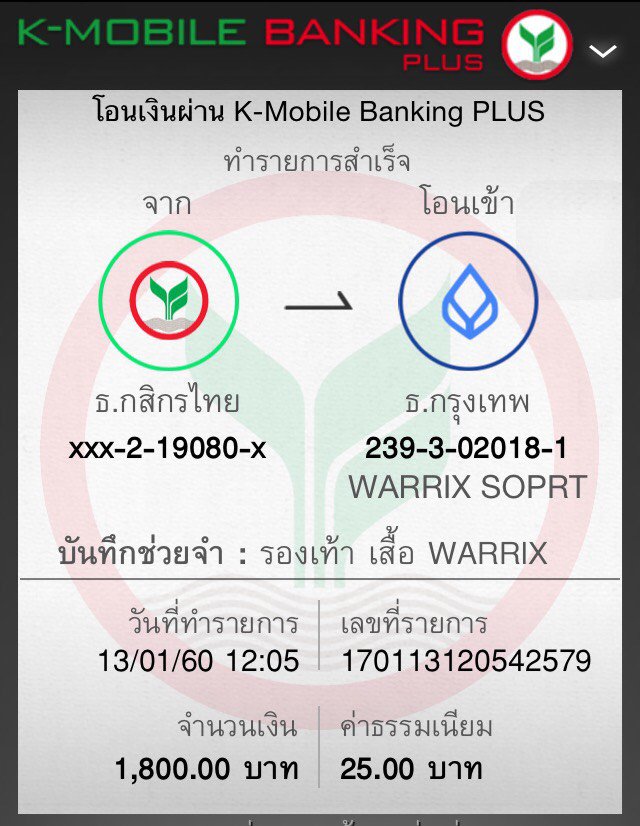 K-MOBILE BANKING
PLUS
โอนเงินผ่าน K-Mobile Banking PLUS
ทำรายการสำเร็จ
จาก โอนเข้า
ธ.กสิกรไทย ธ.กรุงเทพ
xxx-2-19080-x 239-3-02018-1
WARRIX SOPRT
บันทึกช่วยจำ : รองเท้า เสื้อ WARRIX
วันที่ทำรายการ เลขที่รายการ
13/01/60 12:05 170113120542579
จำนวนเงิน ค่าธรรมเนียม
1,800.00 บาท 25.00 บาท